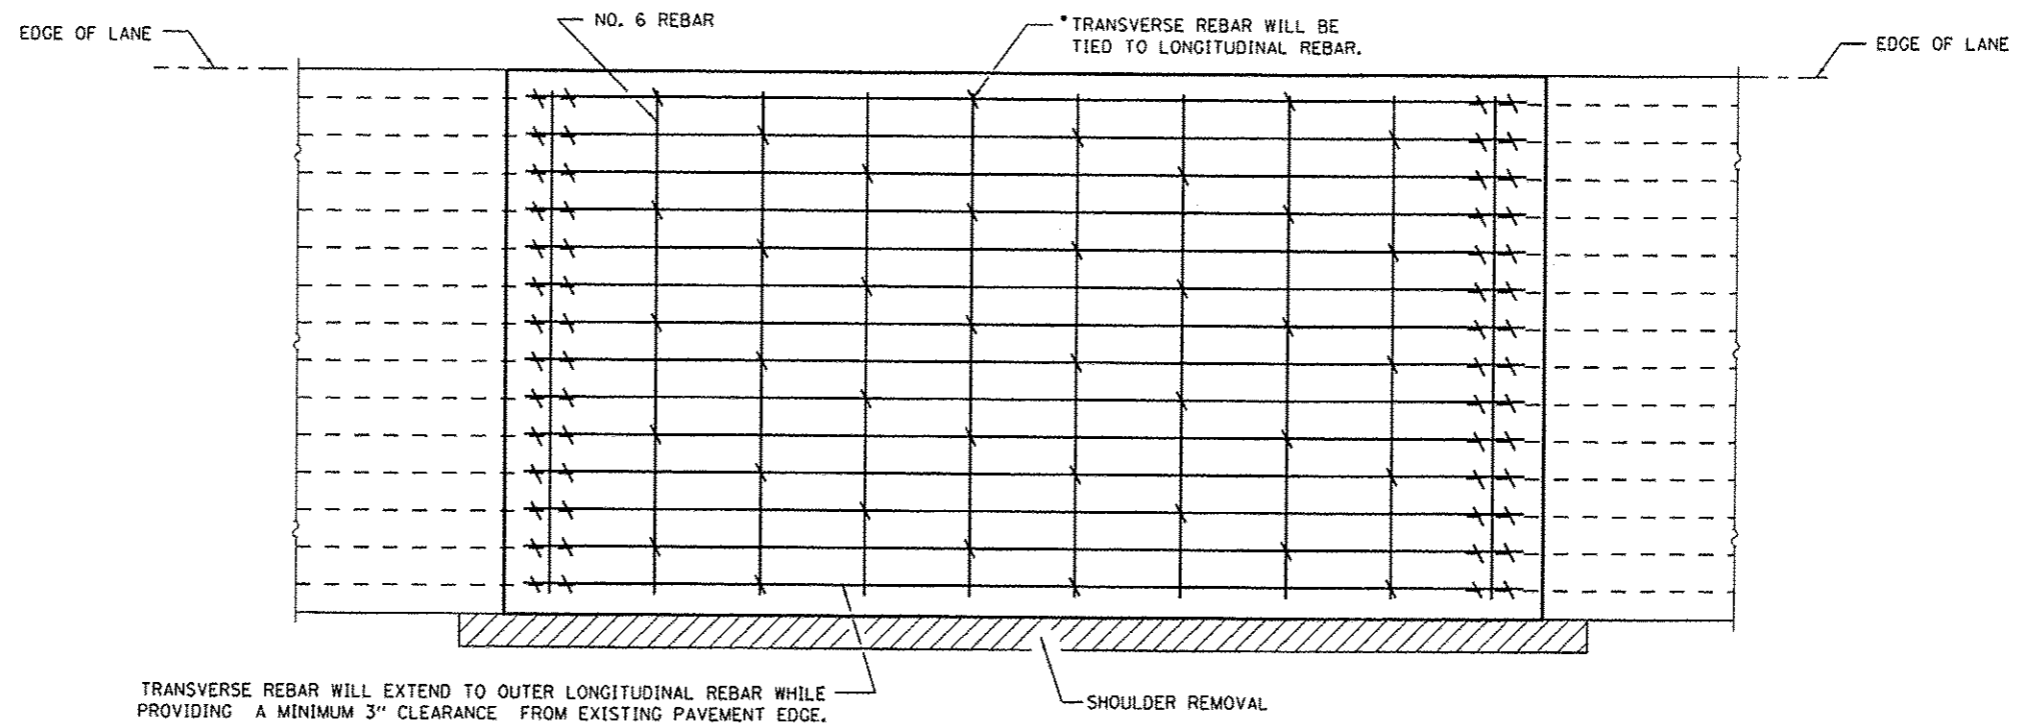 EDGE OF LANE
NO. 6 REBAR
*TRANSVERSE REBAR WILL BE
TIED TO LONGITUDINAL REBAR.
EDGE OF LANE
TRANSVERSE REBAR WILL EXTEND TO OUTER LONGITUDINAL REBAR WHILE
PROVIDING A MINIMUM 3" CLEARANCE FROM EXISTING PAVEMENT EDGE.
SHOULDER REMOVAL